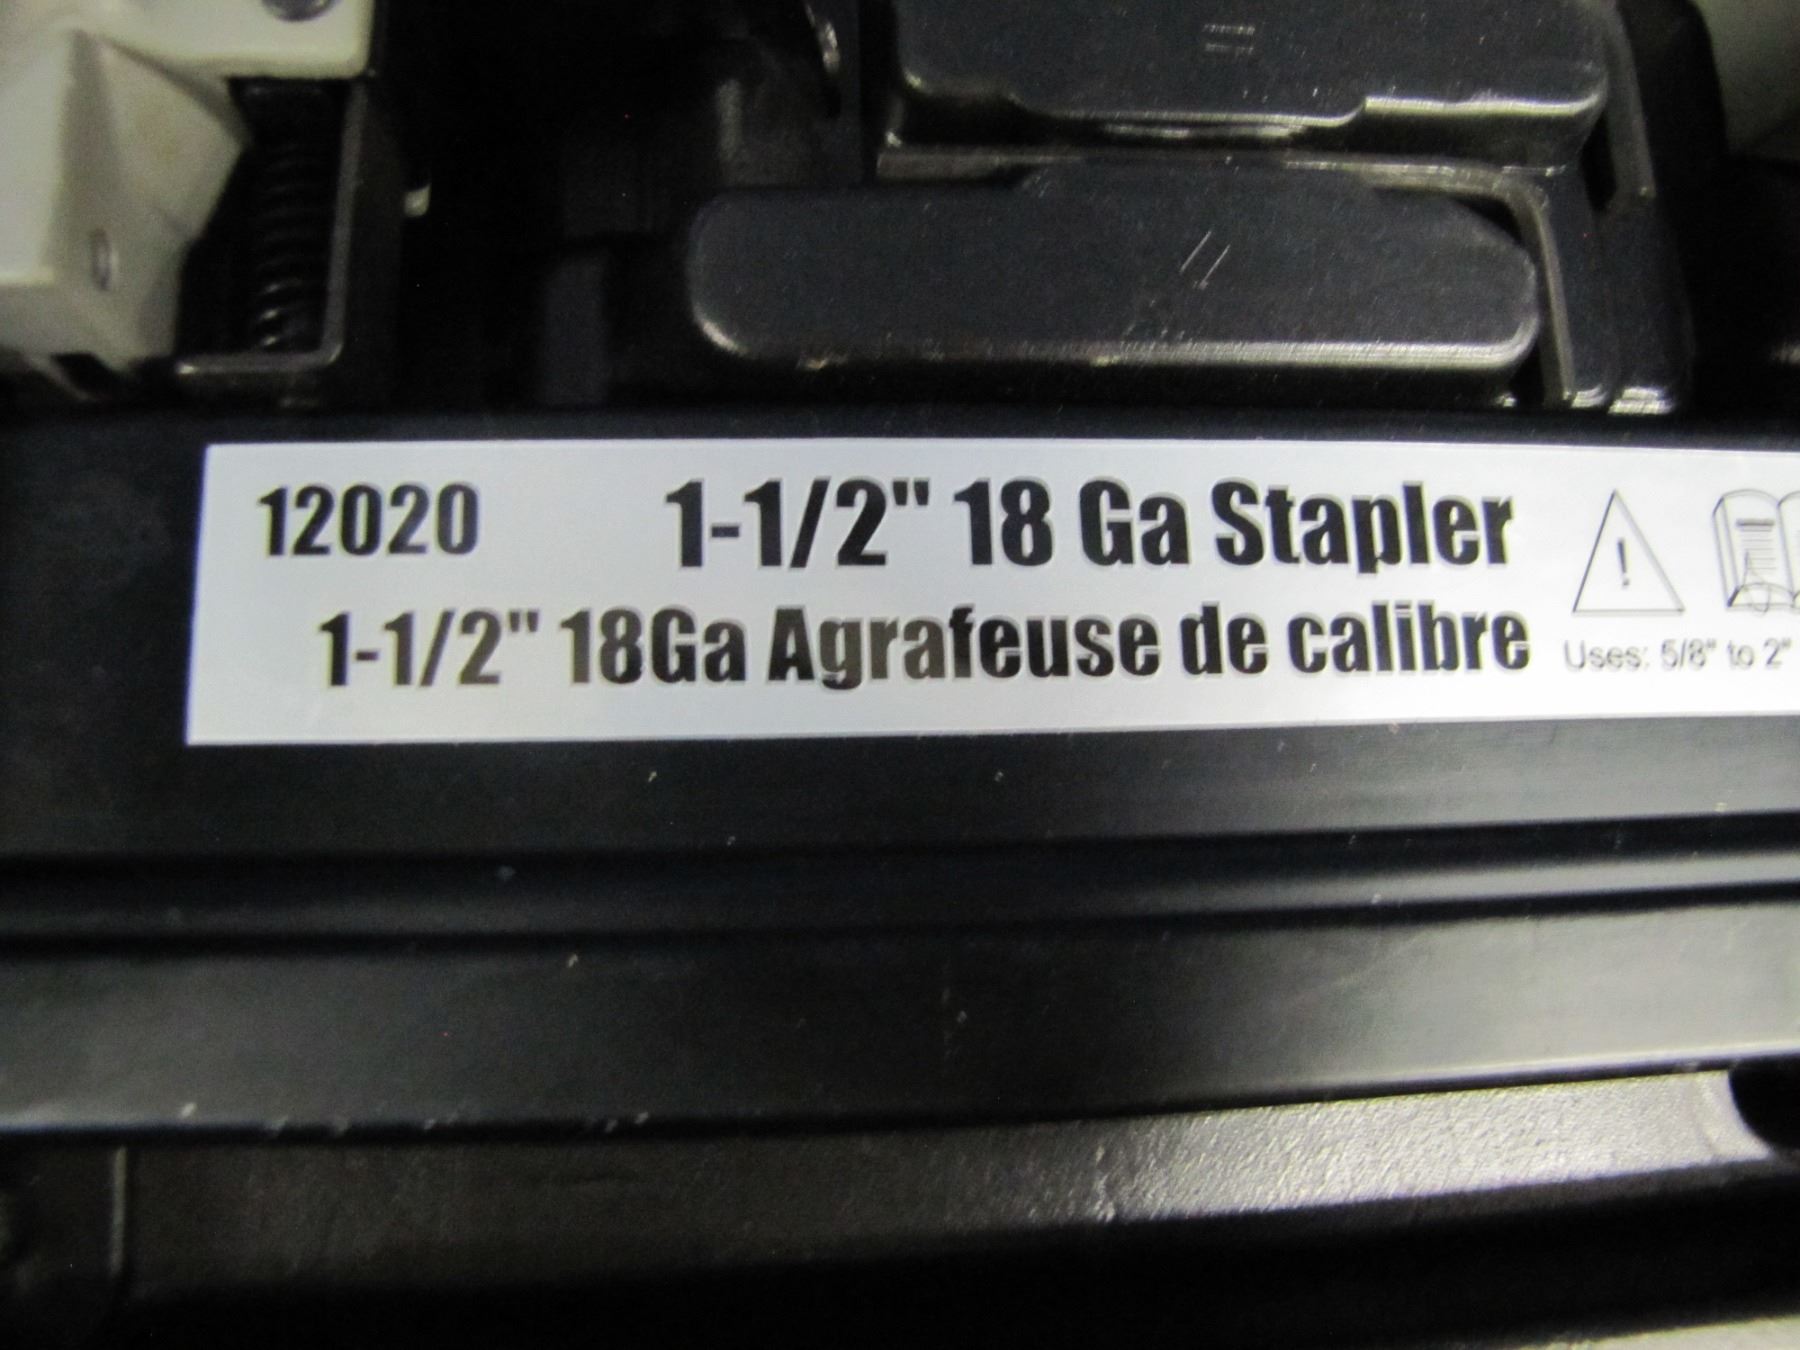 12020 1-1/2" 18 Ga Stapler
1-1/2" 18Ga Agrafeuse de calibre
Uses: 5/8" to 2"